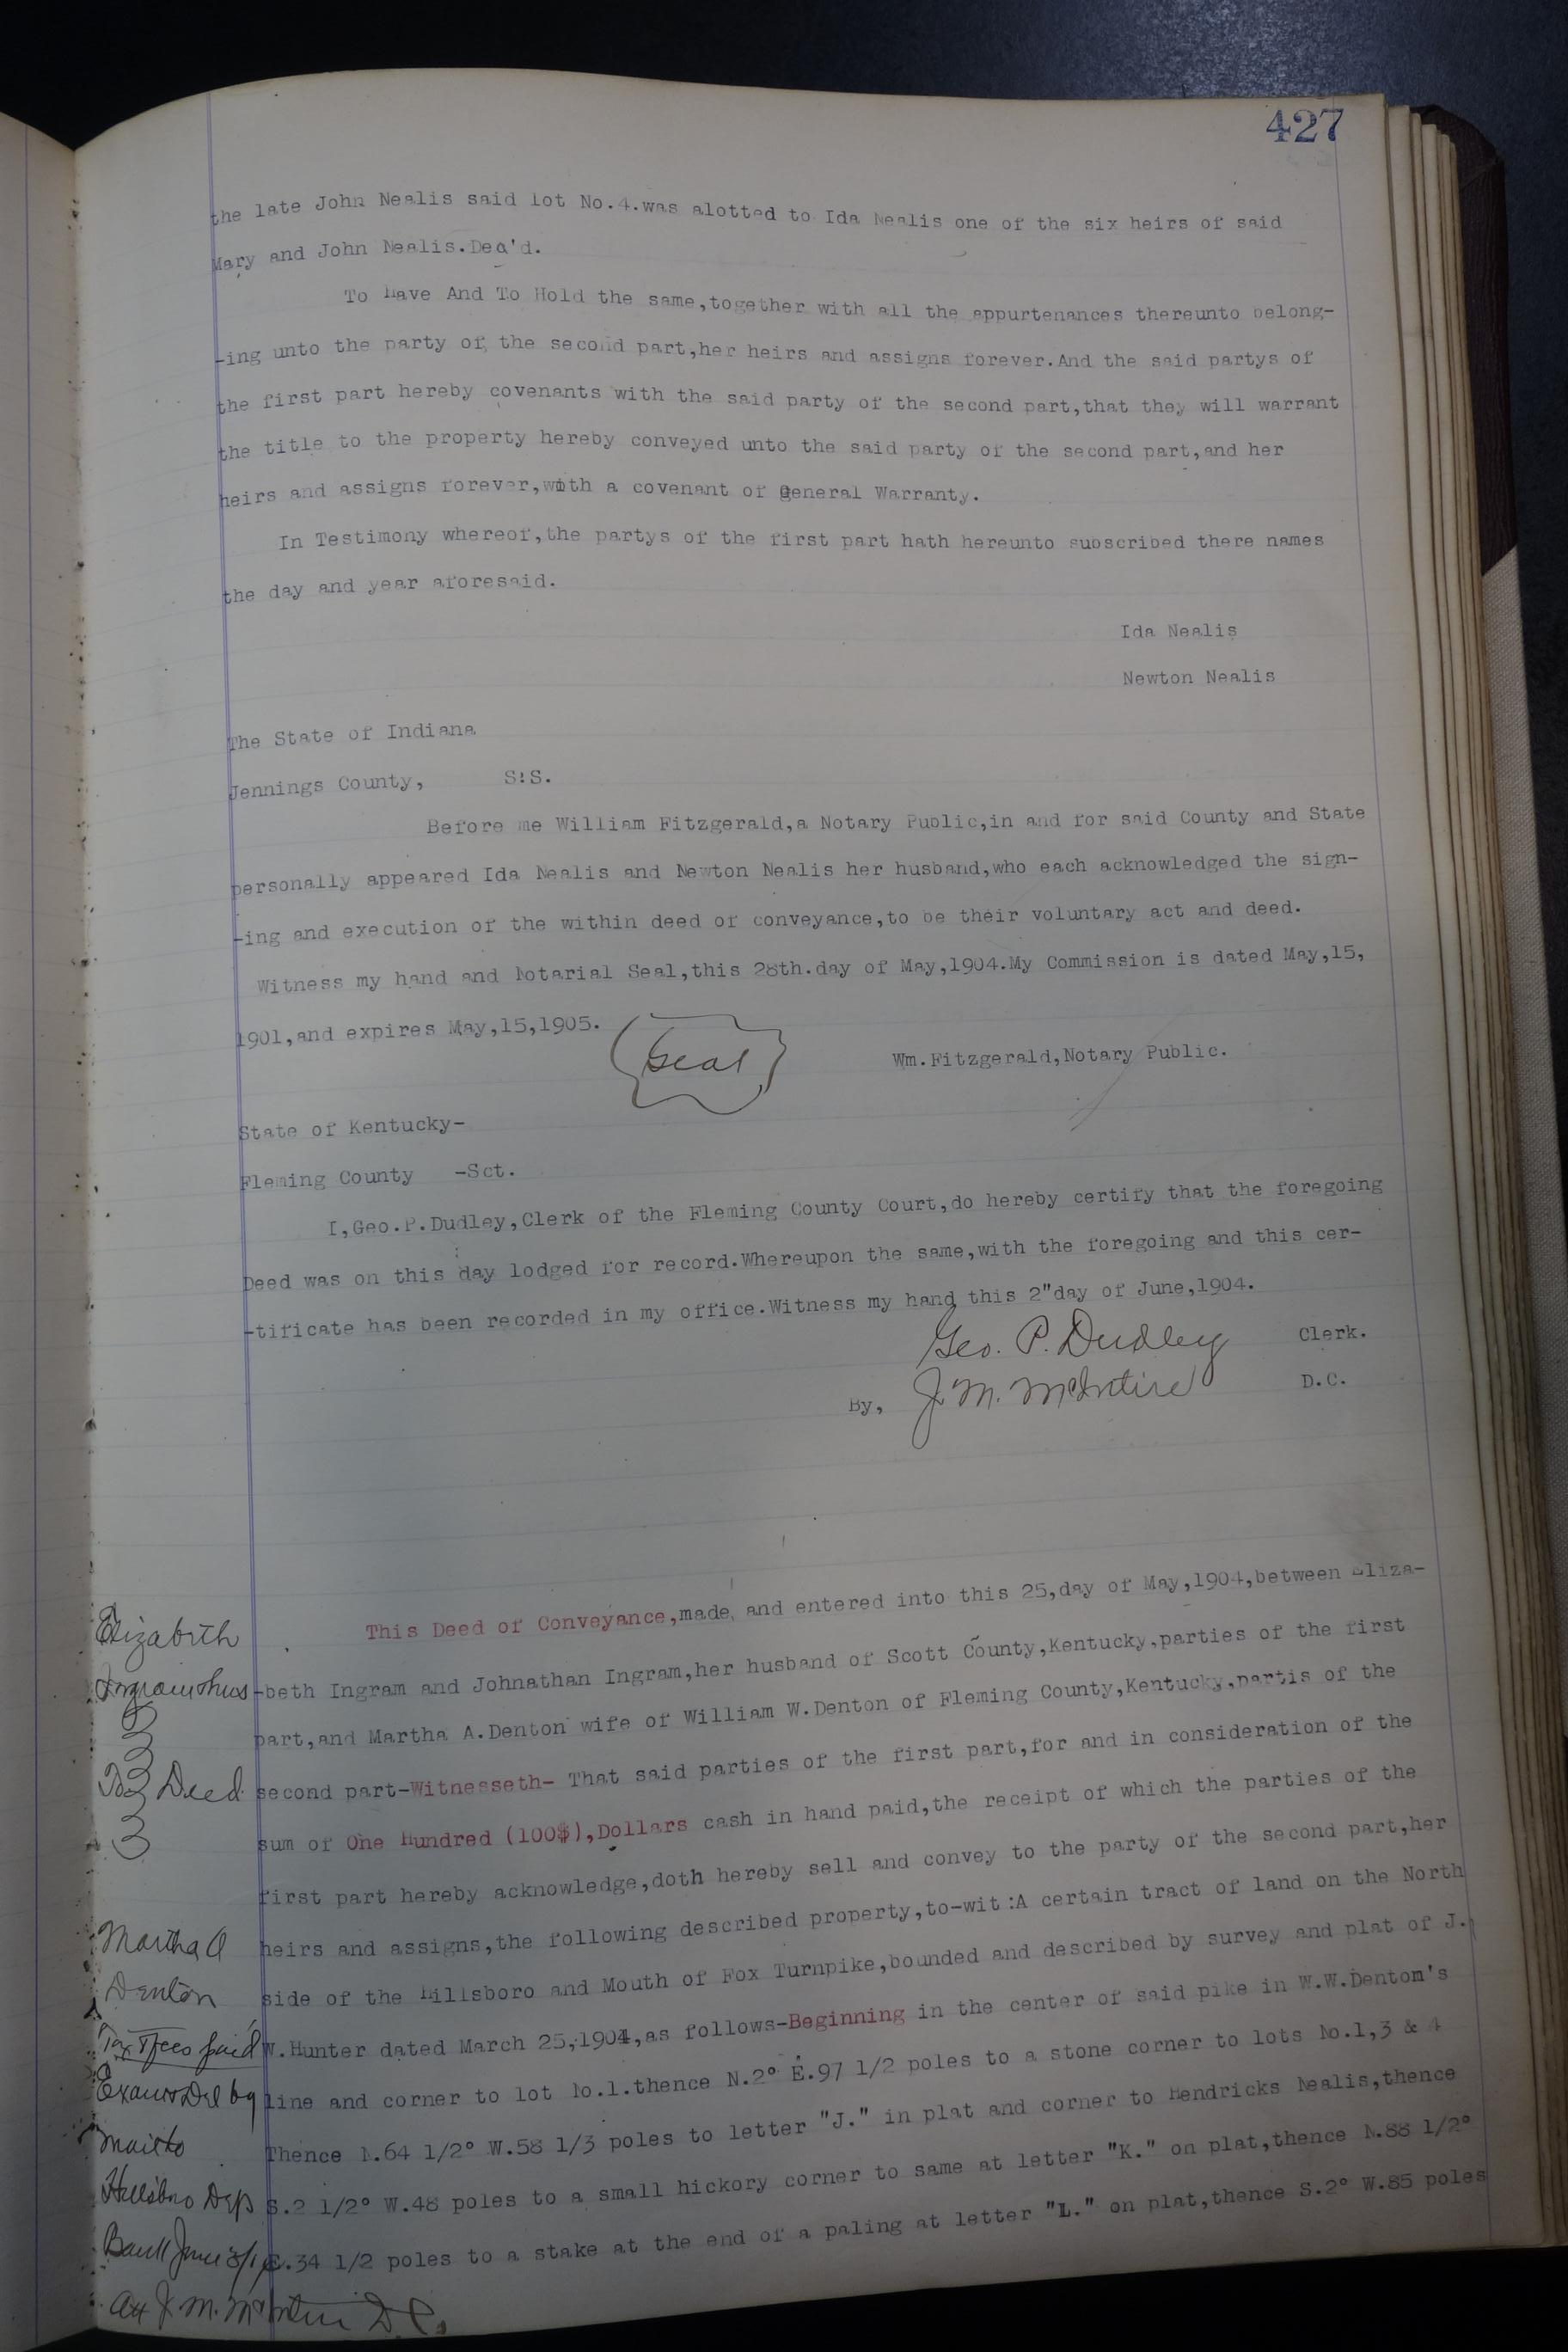 427
the late John Nealis said lot No.4.was alotted to Ida Nealis one of the six heirs of said
Mary and John Nealis.Dec'd.
To Have And To Hold the same,together with all the appurtenances thereunto belong-
-ing unto the party of the second part,her heirs and assigns forever.And the said partys of
the first part hereby covenants with the said party of the second part,that they will warrant
the title to the property hereby conveyed unto the said party of the second part,and her
heirs and assigns forever,with a covenant of General Warranty.
In Testimony whereof,the partys of the first part hath hereunto subscribed there names
the day and year aforesaid.
Ida Nealis
Newton Nealis
The State of Indiana
Jennings County, S:S.
Before me William Fitzgerald,a Notary Public,in and for said County and State
personally appeared Ida Nealis and Newton Nealis her husband,who each acknowledged the sign-
-ing and execution of the within deed of conveyance,to be their voluntary act and deed.
Witness my hand and Notarial Seal,this 28th.day of May,1904.My Commission is dated May,15,
1901,and expires May,15,1905.
Seal
Wm.Fitzgerald,Notary Public.
State of Kentucky-
Fleming County -Sct.
I,Geo.P.Dudley,Clerk of the Fleming County Court,do hereby certify that the foregoing
Deed was on this day lodged for record.Whereupon the same,with the foregoing and this cer-
-tificate has been recorded in my office.Witness my hand this 2"day of June,1904.
Geo. P. Dudley Clerk.
By, J. M. McIntire D.C.
Elizabeth
Ingram &hus
To Deed
Martha A
Denton
Tax & fees paid
Exam & Del by
mail to
Hillsboro Dep
Bank June
Att J. M. McIntire D.C.
This Deed of Conveyance,made and entered into this 25,day of May,1904,between Eliza-
-beth Ingram and Johnathan Ingram,her husband of Scott County,Kentucky,parties of the first
part,and Martha A.Denton wife of William W.Denton of Fleming County,Kentucky,partis of the
second part-Witnesseth- That said parties of the first part,for and in consideration of the
sum of One Hundred (100$),Dollars cash in hand paid,the receipt of which the parties of the
first part hereby acknowledge,doth hereby sell and convey to the party of the second part,her
heirs and assigns,the following described property,to-wit:A certain tract of land on the North
side of the Hillsboro and Mouth of Fox Turnpike,bounded and described by survey and plat of J.
W.Hunter dated March 25,1904,as follows-Beginning in the center of said pike in W.W.Dentom's
line and corner to lot No.1.thence N.2° E.97 1/2 poles to a stone corner to lots No.1,3 & 4
Thence N.64 1/2° W.58 1/3 poles to letter "J." in plat and corner to Hendricks Nealis,thence
S.2 1/2° W.48 poles to a small hickory corner to same at letter "K." on plat,thence N.88 1/2°
E.34 1/2 poles to a stake at the end of a paling at letter "L." on plat,thence S.2° W.85 poles